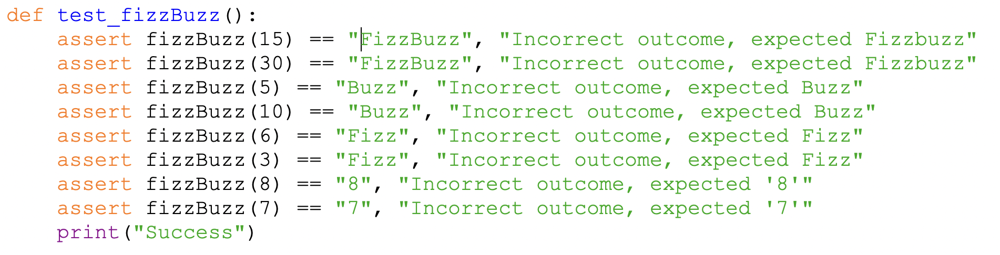 def test_fizzBuzz():
    assert fizzBuzz(15) == "FizzBuzz", "Incorrect outcome, expected Fizzbuzz"
    assert fizzBuzz(30) == "FizzBuzz", "Incorrect outcome, expected Fizzbuzz"
    assert fizzBuzz(5) == "Buzz", "Incorrect outcome, expected Buzz"
    assert fizzBuzz(10) == "Buzz", "Incorrect outcome, expected Buzz"
    assert fizzBuzz(6) == "Fizz", "Incorrect outcome, expected Fizz"
    assert fizzBuzz(3) == "Fizz", "Incorrect outcome, expected Fizz"
    assert fizzBuzz(8) == "8", "Incorrect outcome, expected '8'"
    assert fizzBuzz(7) == "7", "Incorrect outcome, expected '7'"
    print("Success")